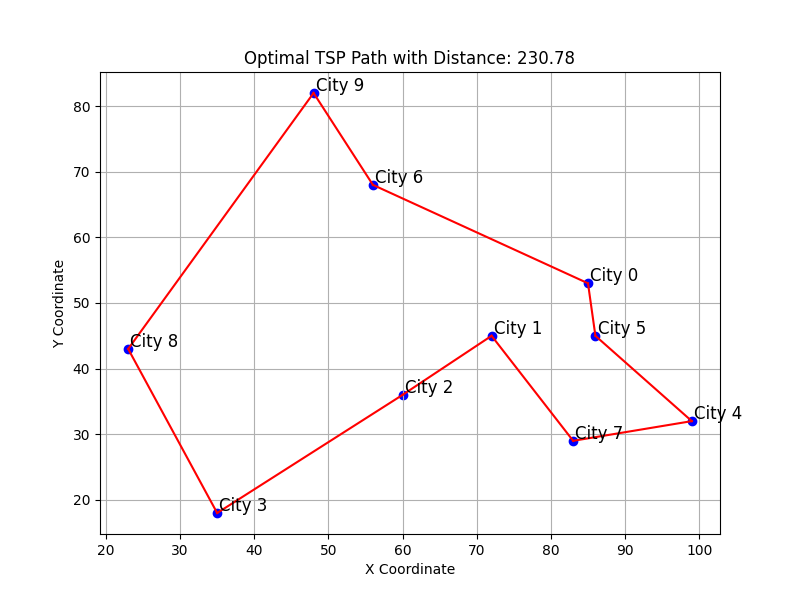 Optimal TSP Path with Distance: 230.78
City 9
City 6
City 0
City 5
City 1
City 8
City 2
City 4
City 7
City 3
80
70
60
50
40
30
20
Y Coordinate
20 30 40 50 60 70 80 90 100
X Coordinate